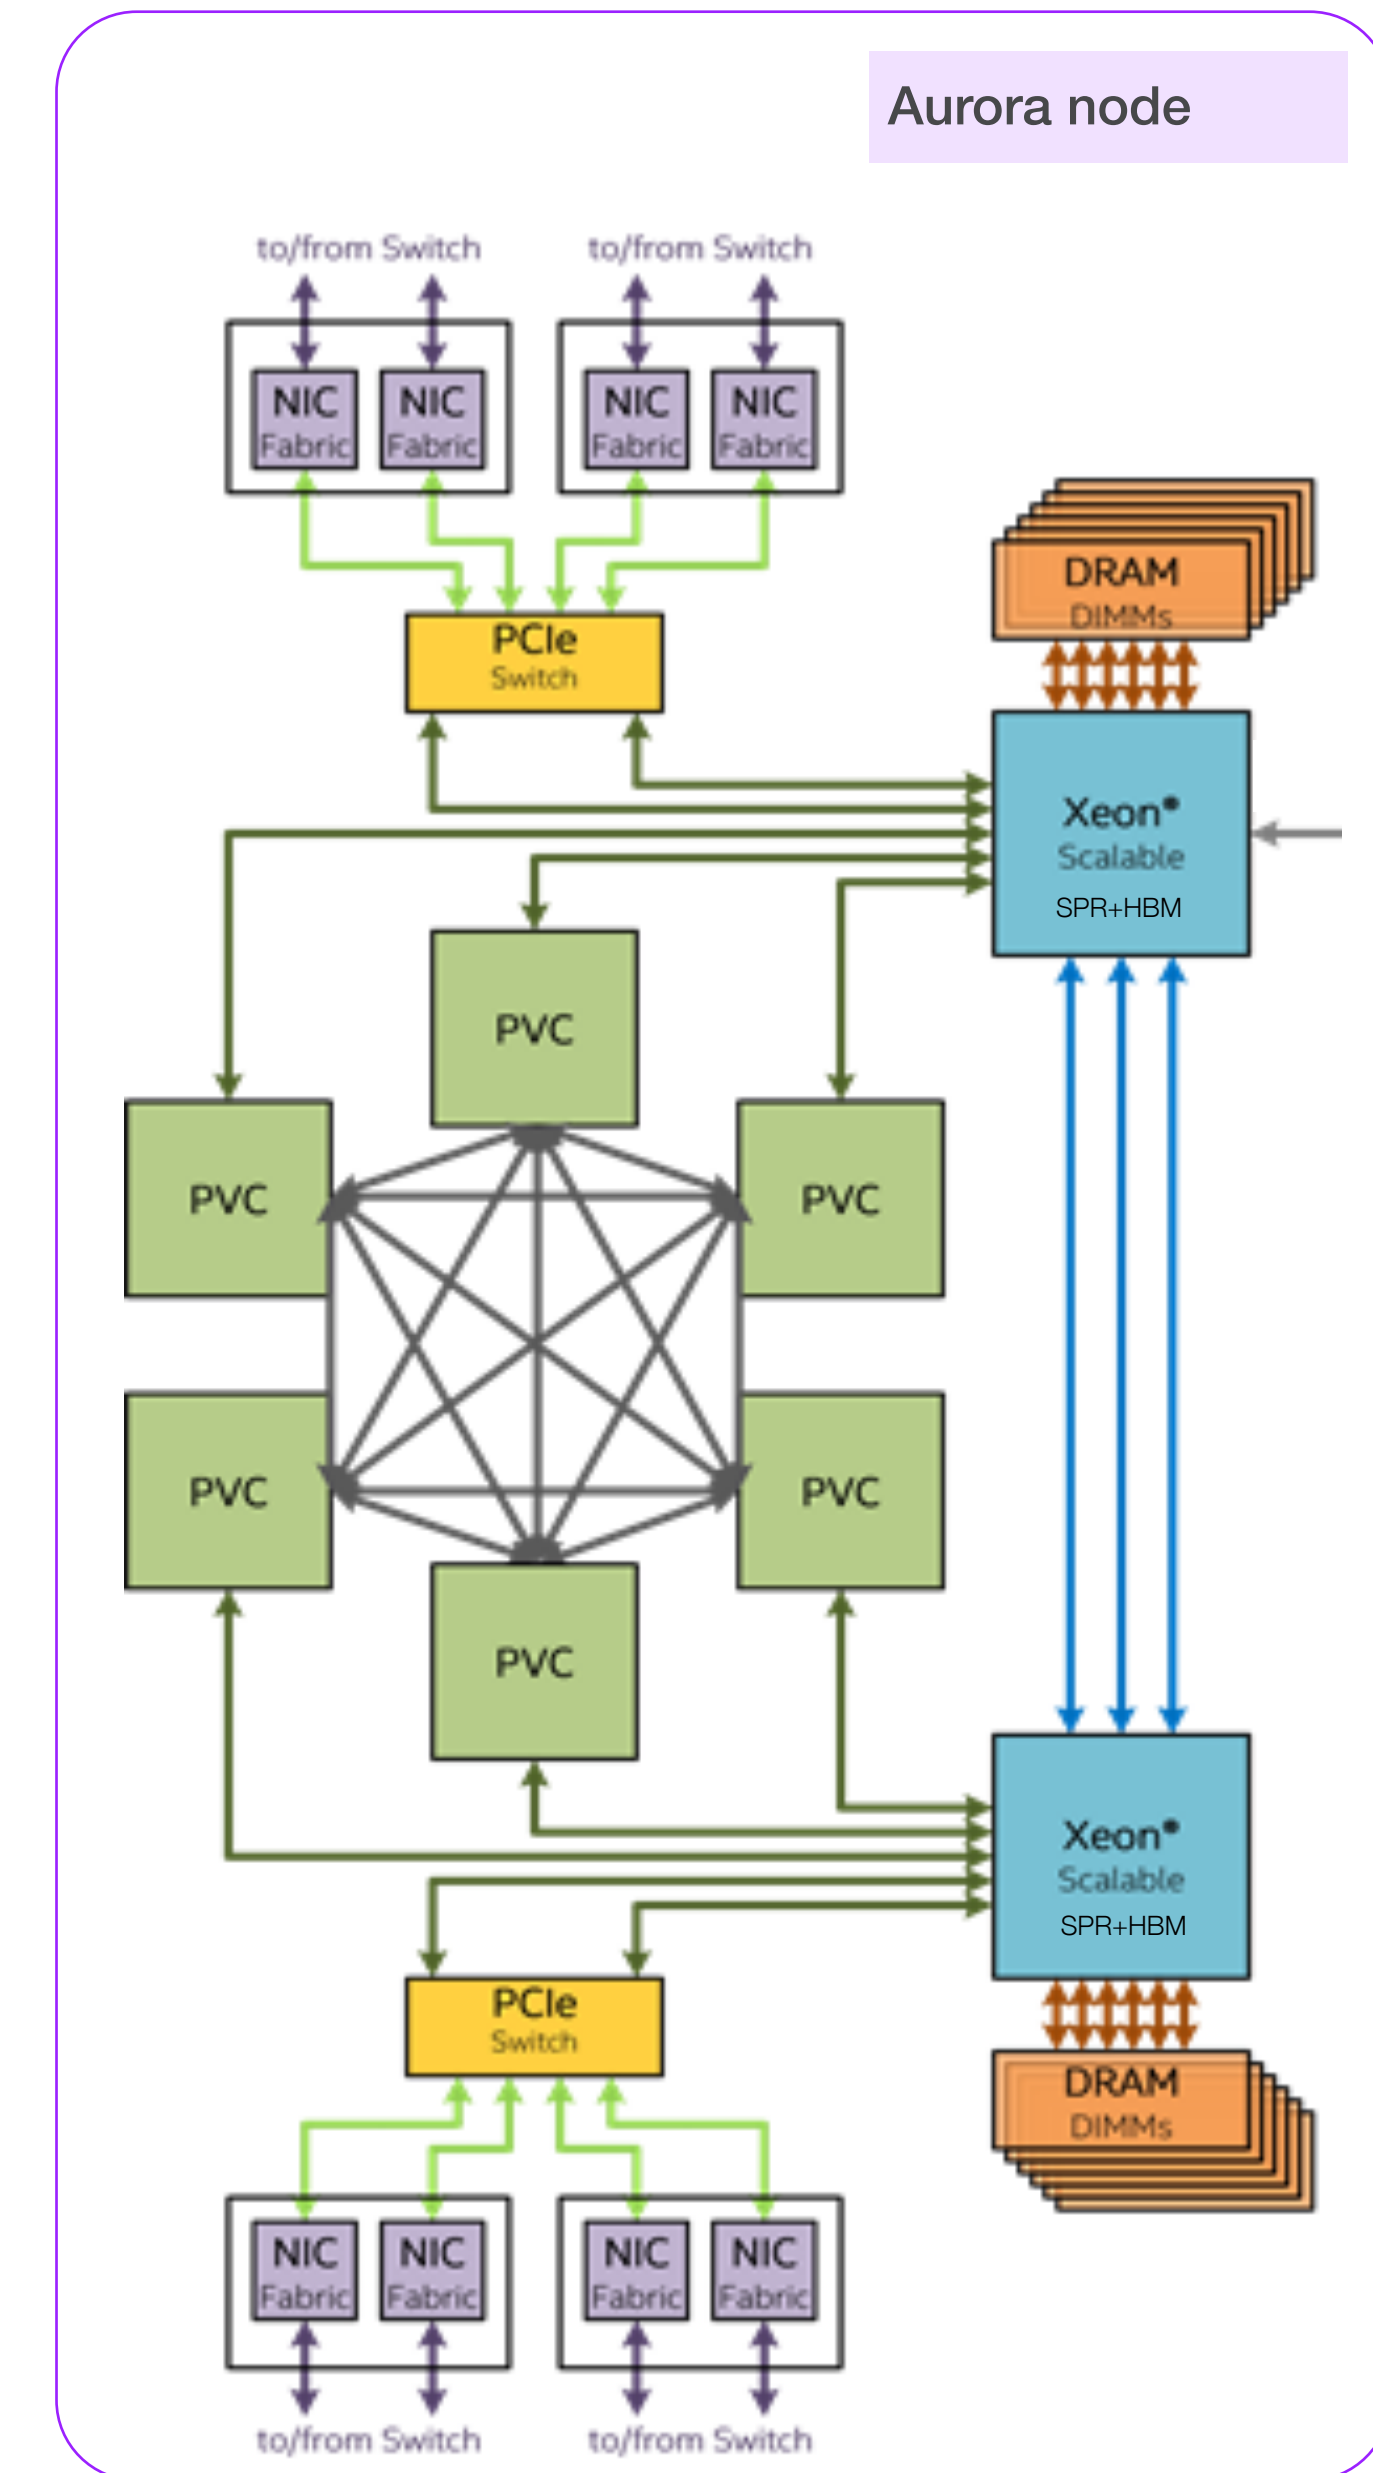 Aurora node
to/from Switch
to/from Switch
NIC
Fabric
NIC
Fabric
NIC
Fabric
NIC
Fabric
DRAM
DIMMs
PCIe
Switch
Xeon®
Scalable
SPR+HBM
PVC
PVC
PVC
PVC
PVC
PVC
Xeon®
Scalable
SPR+HBM
PCIe
Switch
DRAM
DIMMs
NIC
Fabric
NIC
Fabric
NIC
Fabric
NIC
Fabric
to/from Switch
to/from Switch